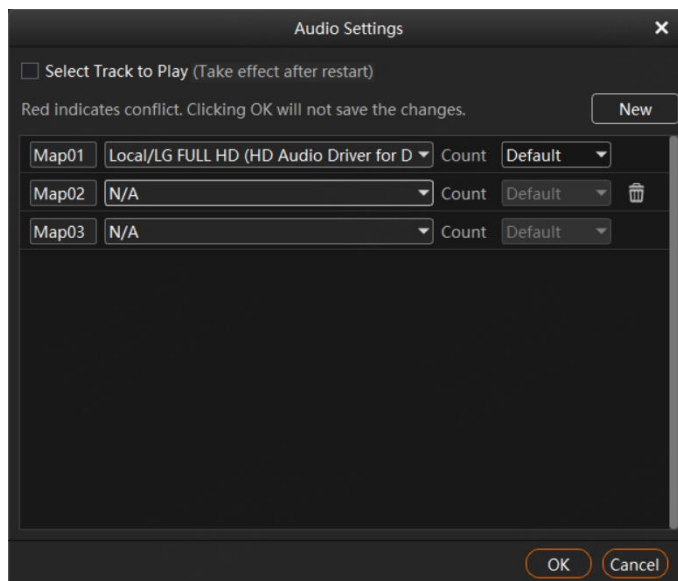 Audio Settings
Select Track to Play (Take effect after restart)
Red indicates conflict. Clicking OK will not save the changes.
New
Map01 Local/LG FULL HD (HD Audio Driver for D Count Default
Map02 N/A Count Default
Map03 N/A Count Default
OK Cancel